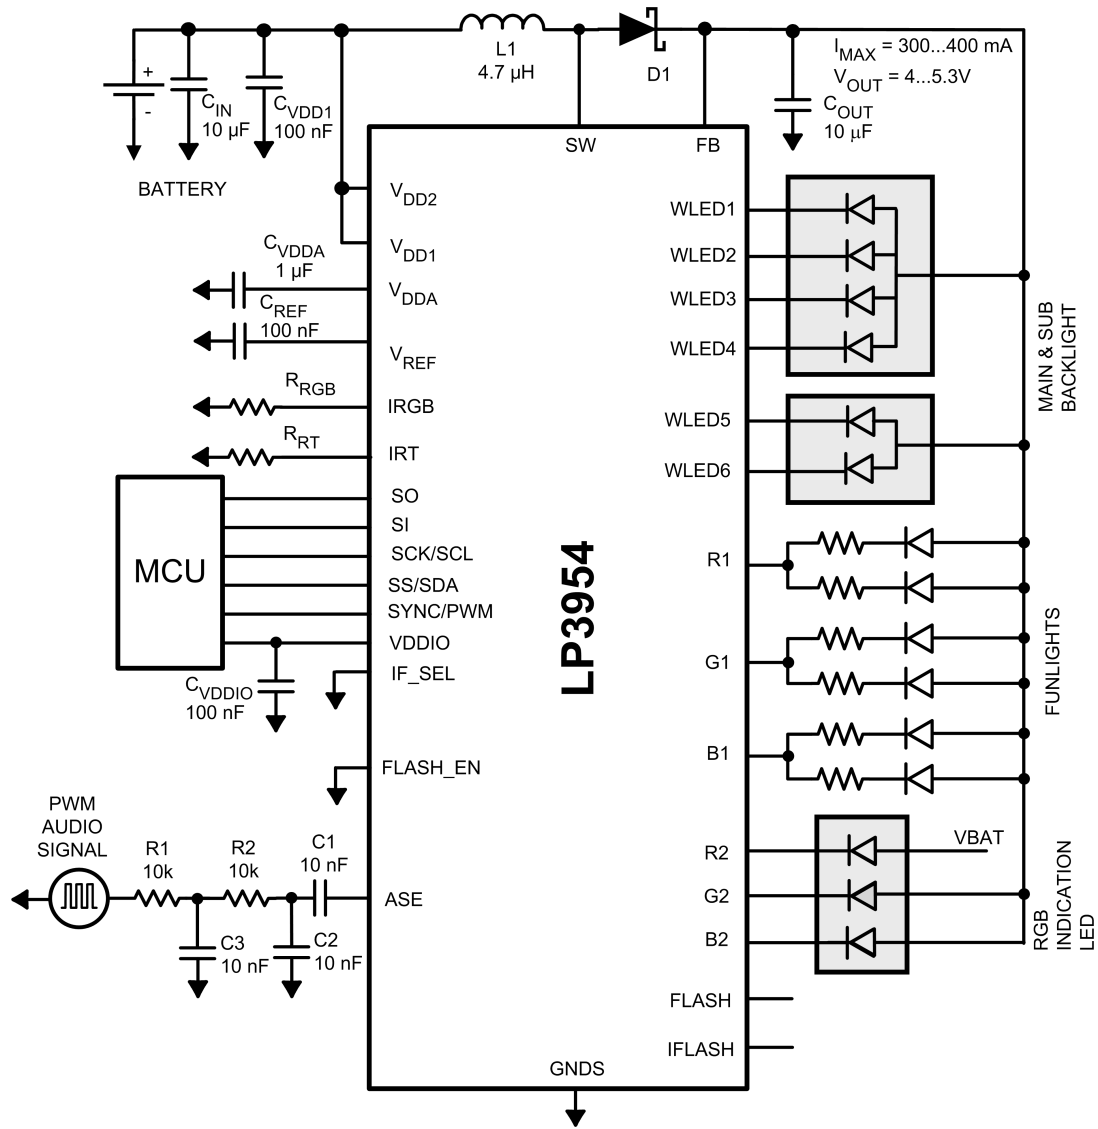 L1
4.7 µH
D1
IMAX = 300...400 mA
VOUT = 4...5.3V
+
-
CIN
10 µF
CVDD1
100 nF
COUT
10 µF
BATTERY
SW
FB
VDD2
VDD1
CVDDA
1 µF
VDDA
CREF
100 nF
VREF
RRGB
IRGB
RRT
IRT
MCU
SO
SI
SCK/SCL
SS/SDA
SYNC/PWM
VDDIO
IF_SEL
CVDDIO
100 nF
FLASH_EN
PWM
AUDIO
SIGNAL
R1
10k
R2
10k
C1
10 nF
ASE
C3
10 nF
C2
10 nF
LP3954
WLED1
WLED2
WLED3
WLED4
MAIN & SUB
BACKLIGHT
WLED5
WLED6
R1
G1
B1
FUNLIGHTS
R2
VBAT
G2
B2
RGB
INDICATION
LED
FLASH
IFLASH
GNDS